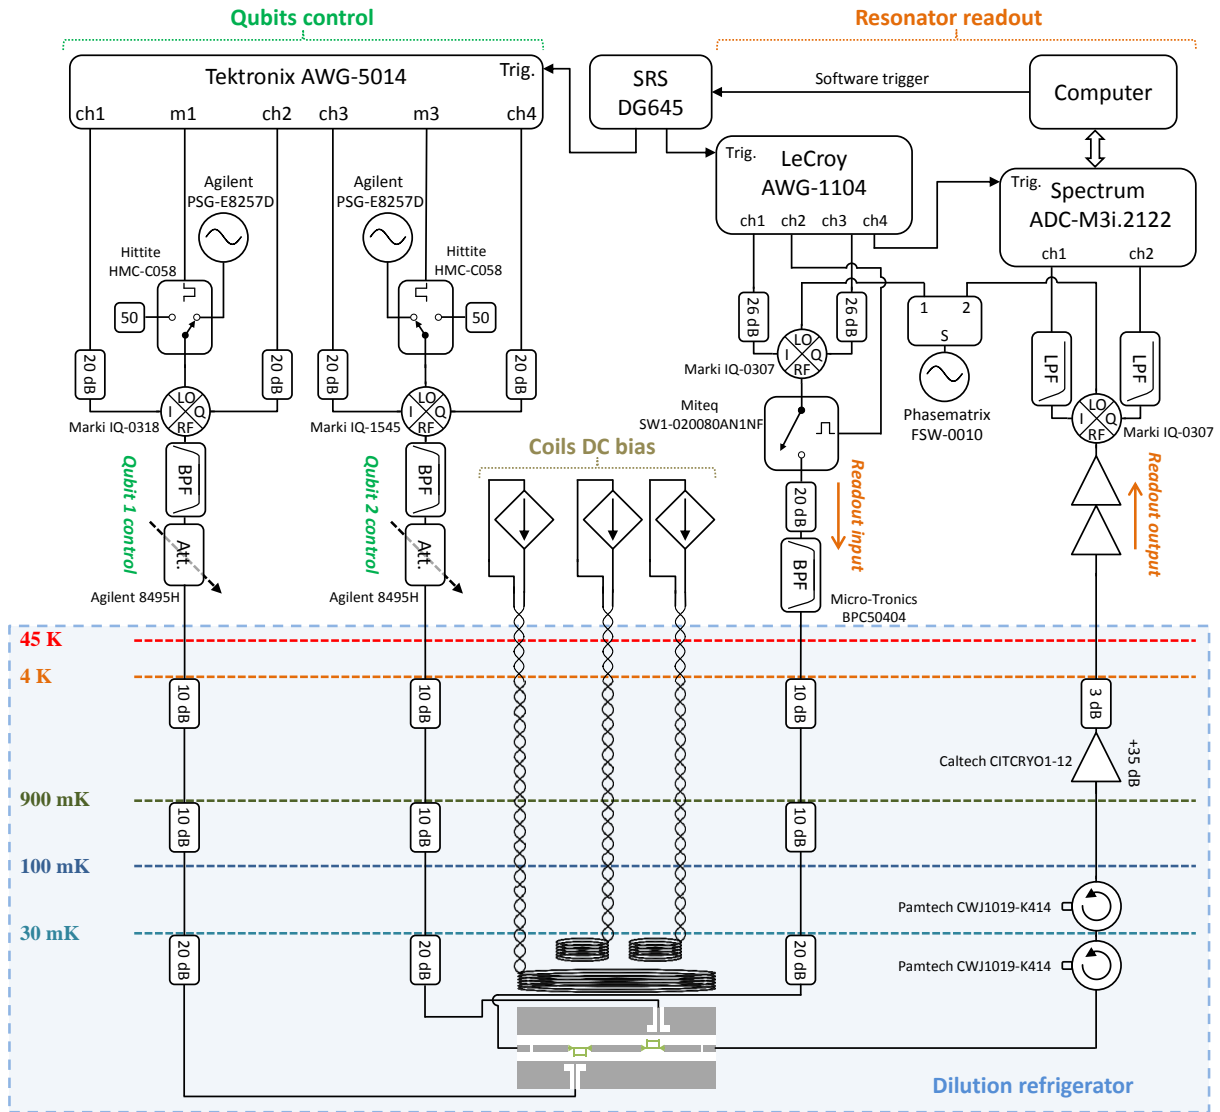 Qubits control
Resonator readout
Tektronix AWG-5014
Trig.
ch1
m1
ch2
ch3
m3
ch4
SRS
DG645
Software trigger
Computer
Trig.
LeCroy
AWG-1104
ch1
ch2
ch3
ch4
Trig.
Spectrum
ADC-M3i.2122
ch1
ch2
Agilent
PSG-E8257D
Agilent
PSG-E8257D
Hittite
HMC-C058
Hittite
HMC-C058
50
50
20 dB
20 dB
20 dB
20 dB
26 dB
26 dB
1
2
S
LPF
LPF
LO
I
Q
RF
Marki IQ-0318
LO
I
Q
RF
Marki IQ-1545
LO
I
Q
RF
Marki IQ-0307
Phasematrix
FSW-0010
LO
I
Q
RF
Marki IQ-0307
Miteq
SW1-020080AN1NF
Coils DC bias
Qubit 1 control
BPF
Att.
Agilent 8495H
Qubit 2 control
BPF
Att.
Agilent 8495H
20 dB
Readout input
BPF
Micro-Tronics
BPC50404
Readout output
45 K
4 K
10 dB
10 dB
10 dB
3 dB
Caltech CITCRYO1-12
+35 dB
900 mK
10 dB
10 dB
10 dB
100 mK
Pamtech CWJ1019-K414
30 mK
20 dB
20 dB
20 dB
Pamtech CWJ1019-K414
Dilution refrigerator